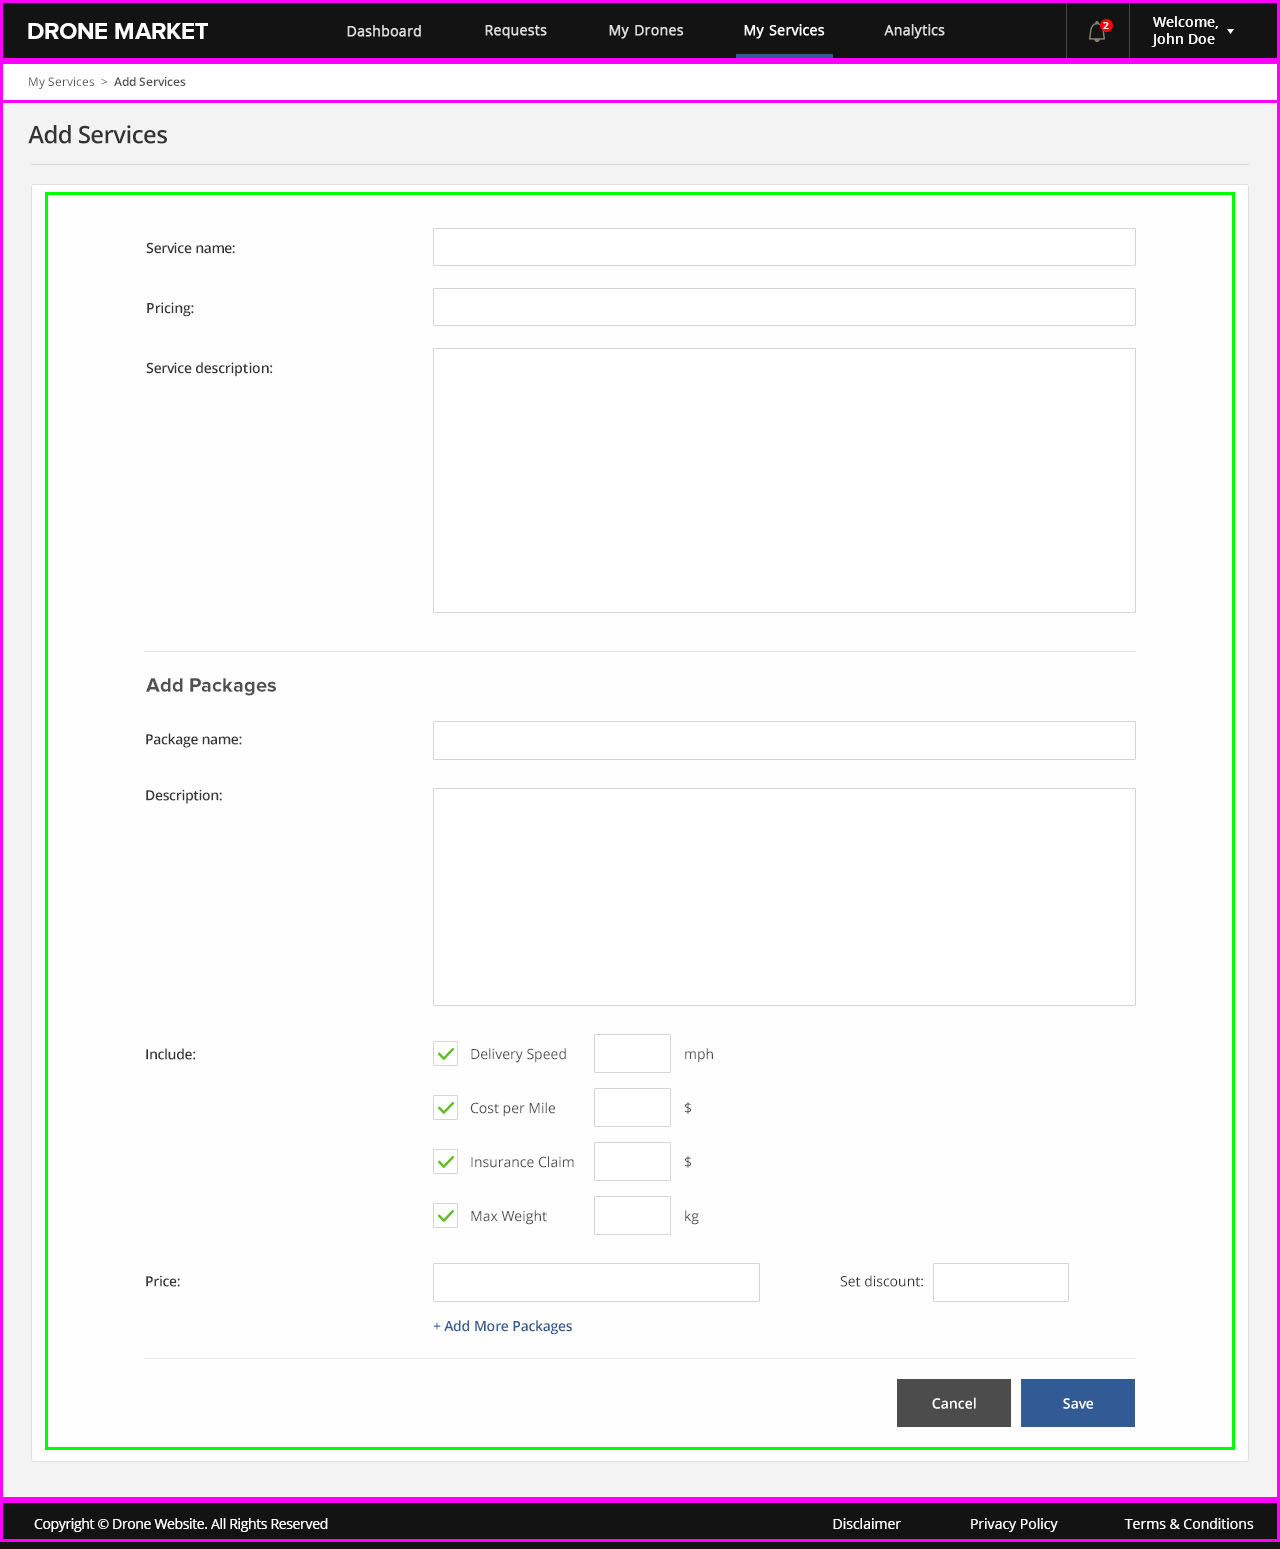 DRONE MARKET
Dashboard
Requests
My Drones
My Services
Analytics
2
Welcome,
John Doe
My Services > Add Services
Add Services
Service name:
Pricing:
Service description:
Add Packages
Package name:
Description:
Include:
Delivery Speed mph
Cost per Mile $
Insurance Claim $
Max Weight kg
Price:
Set discount:
+ Add More Packages
Cancel
Save
Copyright © Drone Website. All Rights Reserved
Disclaimer
Privacy Policy
Terms & Conditions